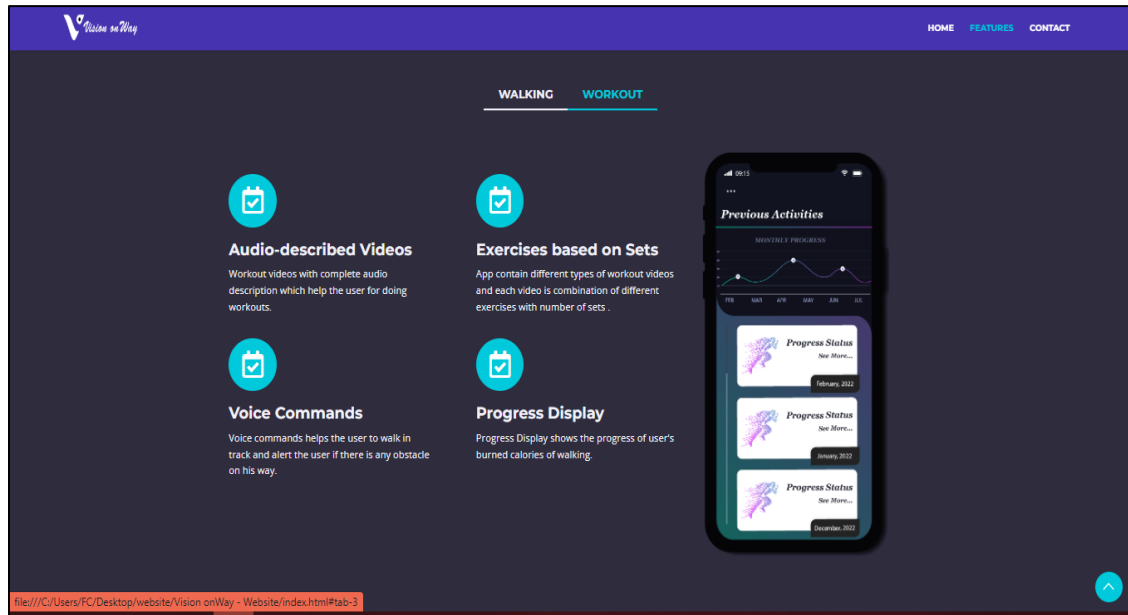 Vision on Way
HOME FEATURES CONTACT
WALKING WORKOUT
Audio-described Videos
Workout videos with complete audio
description which help the user for doing
workouts.
Exercises based on Sets
App contain different types of workout videos
and each video is combination of different
exercises with number of sets .
Voice Commands
Voice commands helps the user to walk in
track and alert the user if there is any obstacle
on his way.
Progress Display
Progress Display shows the progress of user's
burned calories of walking.
09:15
Previous Activities
MONTHLY PROGRESS
FEB MAR APR MAY JUN JUL
Progress Status
See More...
February, 2022
Progress Status
See More...
January, 2022
Progress Status
See More...
December, 2022
file:///C:/Users/FC/Desktop/website/Vision onWay - Website/index.html#tab-3